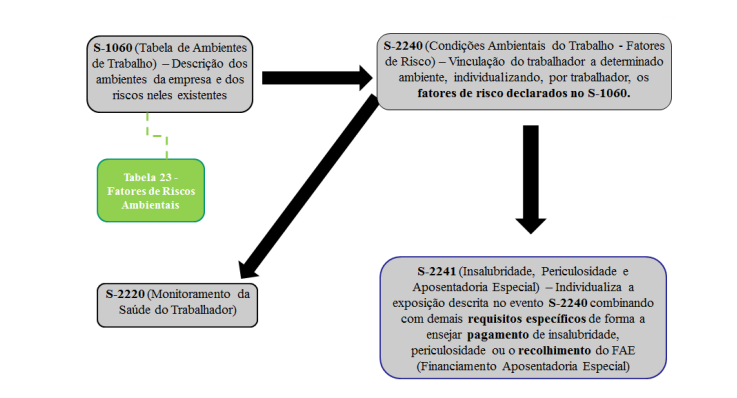 S-1060 (Tabela de Ambientes
de Trabalho) – Descrição dos
ambientes da empresa e dos
riscos neles existentes
S-2240 (Condições Ambientais do Trabalho - Fatores
de Risco) – Vinculação do trabalhador a determinado
ambiente, individualizando, por trabalhador, os
fatores de risco declarados no S-1060.
Tabela 23 -
Fatores de Riscos
Ambientais
S-2220 (Monitoramento da
Saúde do Trabalhador)
S-2241 (Insalubridade, Periculosidade e
Aposentadoria Especial) – Individualiza a
exposição descrita no evento S-2240 combinando
com demais requisitos específicos de forma a
ensejar pagamento de insalubridade,
periculosidade ou o recolhimento do FAE
(Financiamento Aposentadoria Especial)